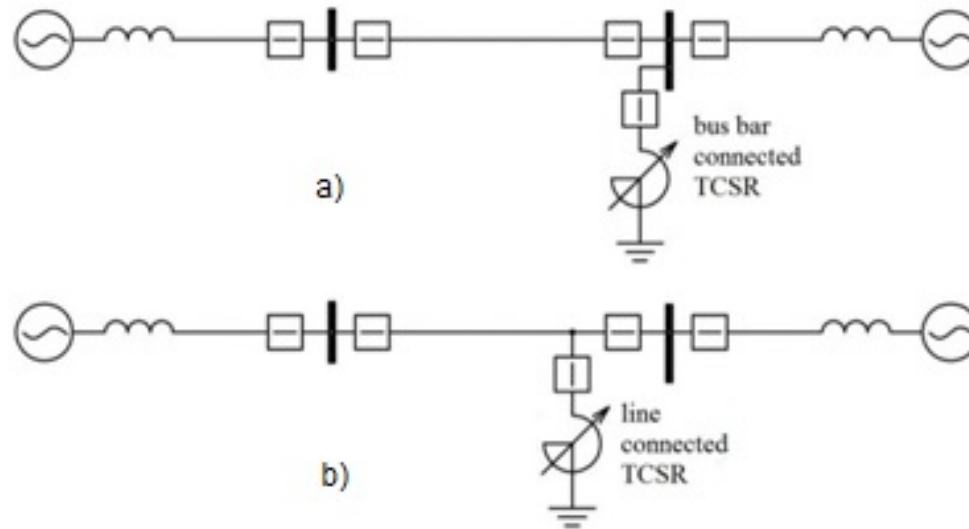 bus bar
connected
TCSR
a)
line
connected
TCSR
b)